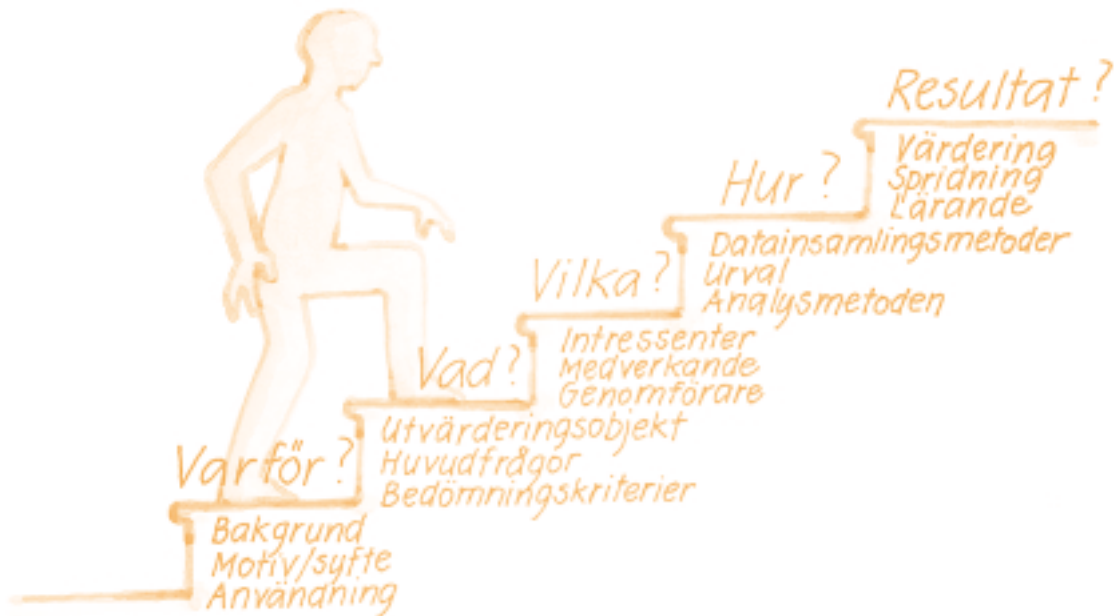 Varför?
Bakgrund
Motiv/syfte
Användning
Vad?
Utvärderingsobjekt
Huvudfrågor
Bedömningskriterier
Vilka?
Intressenter
Medverkande
Genomförare
Hur?
Datainsamlingsmetoder
Urval
Analysmetoden
Resultat?
Värdering
Spridning
Lärande